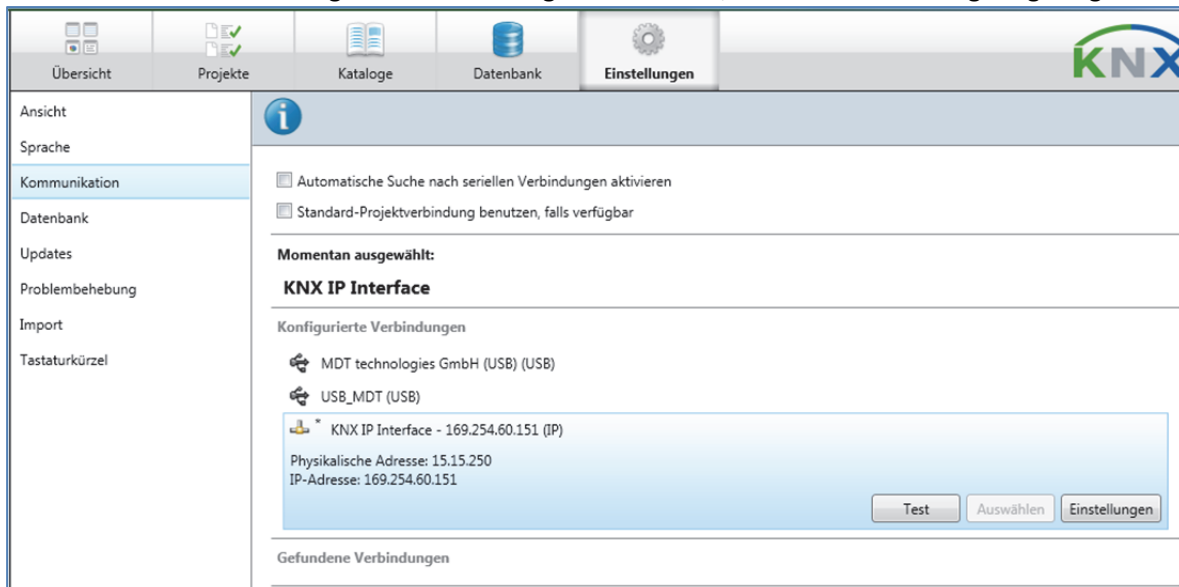 Übersicht Projekte Kataloge Datenbank Einstellungen KNX
Ansicht
Sprache
Kommunikation
Datenbank
Updates
Problembehebung
Import
Tastaturkürzel
Automatische Suche nach seriellen Verbindungen aktivieren
Standard-Projektverbindung benutzen, falls verfügbar
Momentan ausgewählt:
KNX IP Interface
Konfigurierte Verbindungen
MDT technologies GmbH (USB) (USB)
USB_MDT (USB)
* KNX IP Interface - 169.254.60.151 (IP)
Physikalische Adresse: 15.15.250
IP-Adresse: 169.254.60.151
Test Auswählen Einstellungen
Gefundene Verbindungen